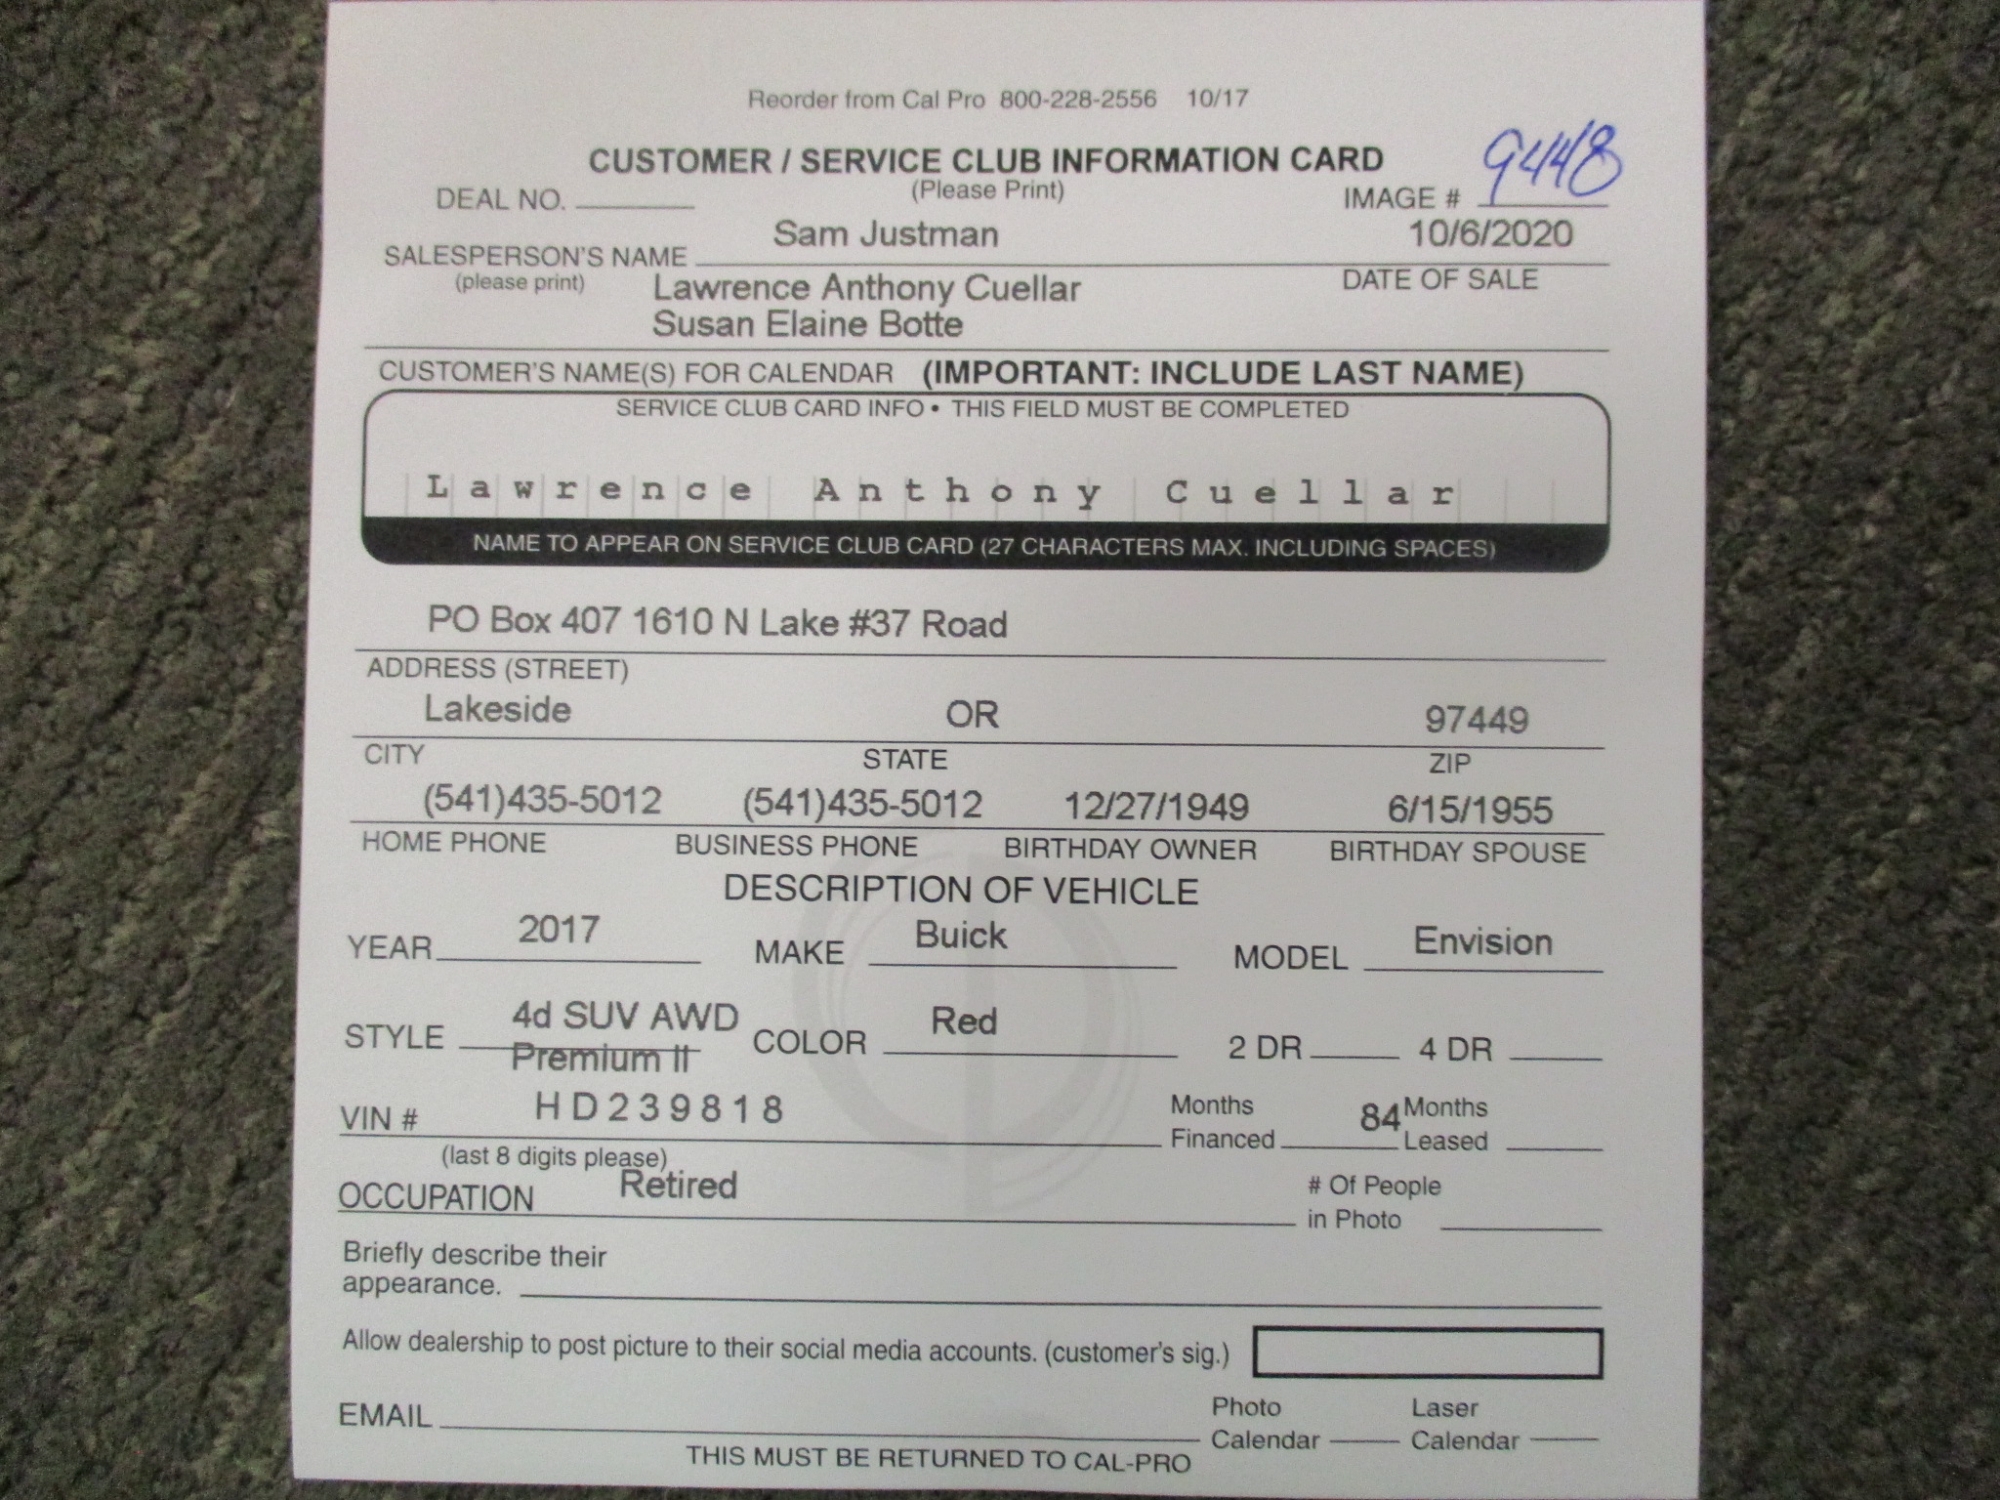 Reorder from Cal Pro 800-228-2556 10/17
CUSTOMER / SERVICE CLUB INFORMATION CARD
(Please Print)
DEAL NO.
IMAGE # 9448
Sam Justman
10/6/2020
SALESPERSON'S NAME
(please print)
DATE OF SALE
Lawrence Anthony Cuellar
Susan Elaine Botte
CUSTOMER'S NAME(S) FOR CALENDAR (IMPORTANT: INCLUDE LAST NAME)
SERVICE CLUB CARD INFO • THIS FIELD MUST BE COMPLETED
Lawrence Anthony Cuellar
NAME TO APPEAR ON SERVICE CLUB CARD (27 CHARACTERS MAX. INCLUDING SPACES)
PO Box 407 1610 N Lake #37 Road
ADDRESS (STREET)
Lakeside OR 97449
CITY STATE ZIP
(541)435-5012 (541)435-5012 12/27/1949 6/15/1955
HOME PHONE BUSINESS PHONE BIRTHDAY OWNER BIRTHDAY SPOUSE
DESCRIPTION OF VEHICLE
YEAR 2017 MAKE Buick MODEL Envision
STYLE 4d SUV AWD Premium II COLOR Red 2 DR 4 DR
VIN # HD239818 Months Financed 84 Months Leased
(last 8 digits please)
OCCUPATION Retired # Of People in Photo
Briefly describe their
appearance.
Allow dealership to post picture to their social media accounts. (customer's sig.)
EMAIL Photo Calendar Laser Calendar
THIS MUST BE RETURNED TO CAL-PRO